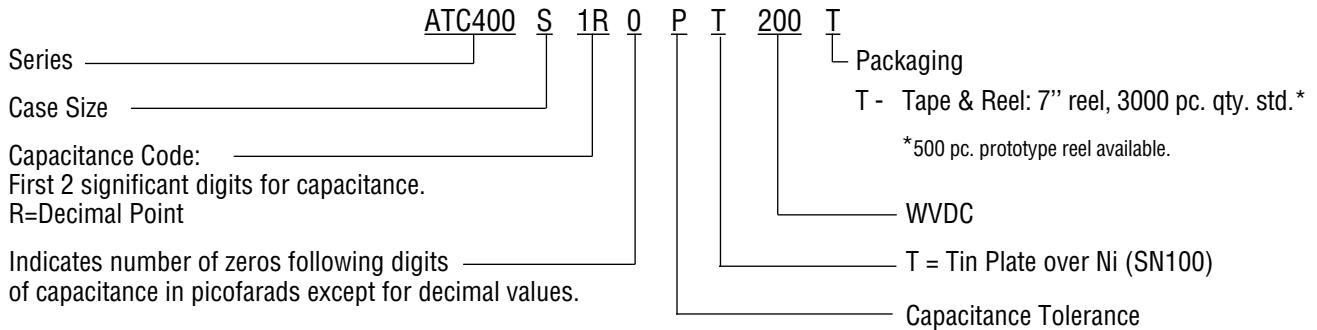 ATC400 S 1R 0 P T 200 T
Series
Packaging
T - Tape & Reel: 7’’ reel, 3000 pc. qty. std.*
Case Size
*500 pc. prototype reel available.
Capacitance Code:
First 2 significant digits for capacitance.
R=Decimal Point
WVDC
Indicates number of zeros following digits
of capacitance in picofarads except for decimal values.
T = Tin Plate over Ni (SN100)
Capacitance Tolerance